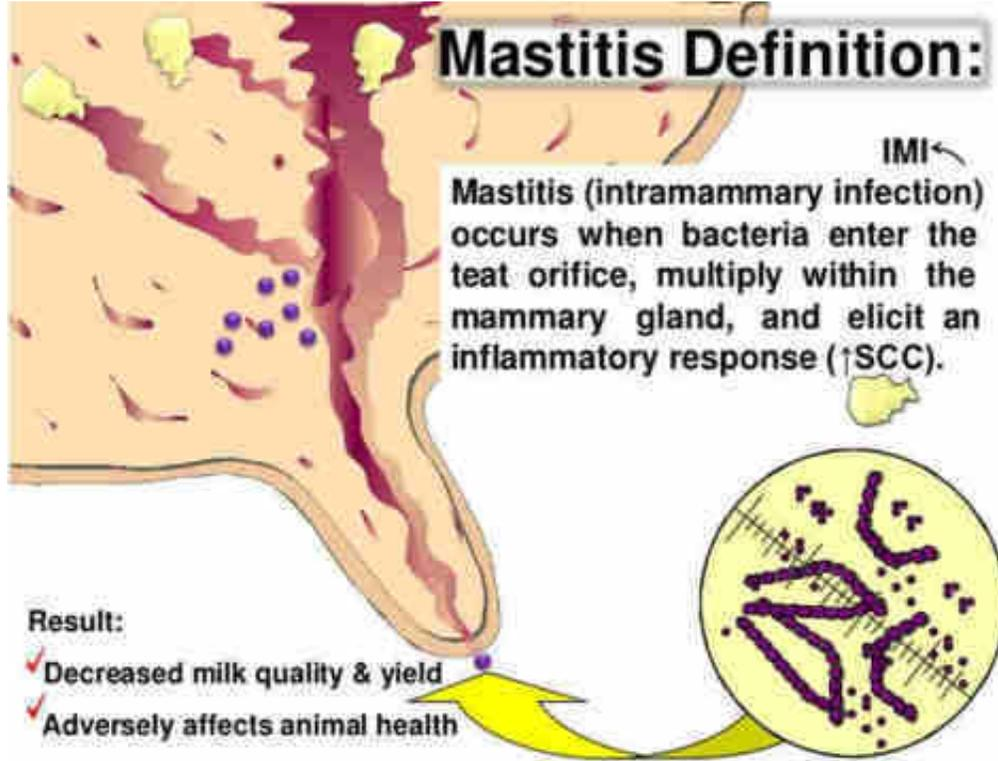 Mastitis Definition:
IMI
Mastitis (intramammary infection)
occurs when bacteria enter the
teat orifice, multiply within the
mammary gland, and elicit an
inflammatory response (↑SCC).
Result:
✓Decreased milk quality & yield
✓Adversely affects animal health